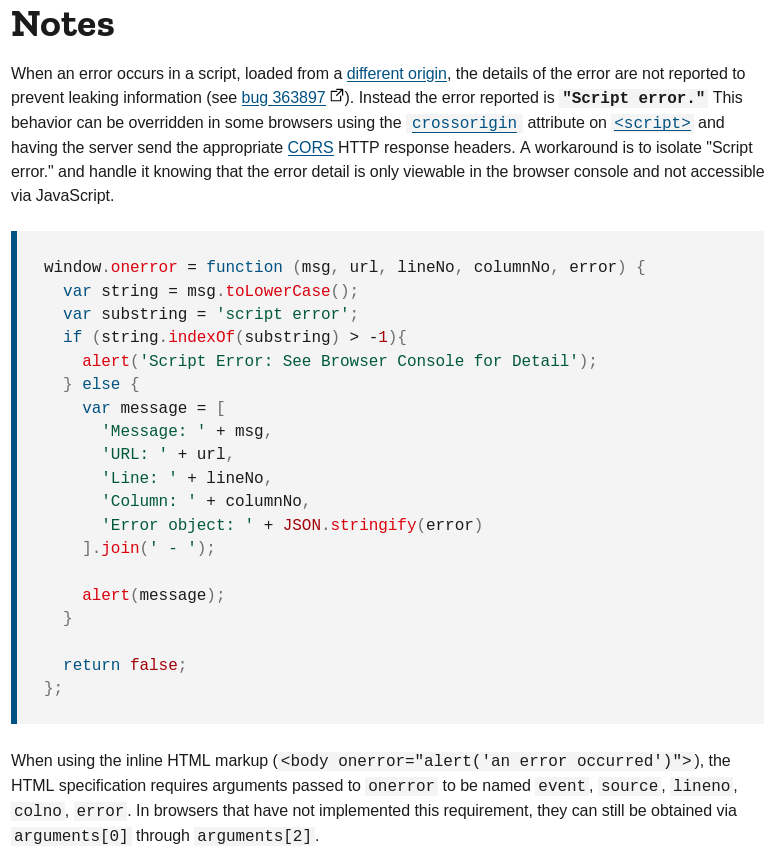 Notes
When an error occurs in a script, loaded from a different origin, the details of the error are not reported to
prevent leaking information (see bug 363897). Instead the error reported is "Script error." This
behavior can be overridden in some browsers using the crossorigin attribute on <script> and
having the server send the appropriate CORS HTTP response headers. A workaround is to isolate "Script
error." and handle it knowing that the error detail is only viewable in the browser console and not accessible
via JavaScript.
window.onerror = function (msg, url, lineNo, columnNo, error) {
  var string = msg.toLowerCase();
  var substring = 'script error';
  if (string.indexOf(substring) > -1){
    alert('Script Error: See Browser Console for Detail');
  } else {
    var message = [
      'Message: ' + msg,
      'URL: ' + url,
      'Line: ' + lineNo,
      'Column: ' + columnNo,
      'Error object: ' + JSON.stringify(error)
    ].join(' - ');
    alert(message);
  }
  return false;
};
When using the inline HTML markup (<body onerror="alert('an error occurred')">), the
HTML specification requires arguments passed to onerror to be named event, source, lineno,
colno, error. In browsers that have not implemented this requirement, they can still be obtained via
arguments[0] through arguments[2].